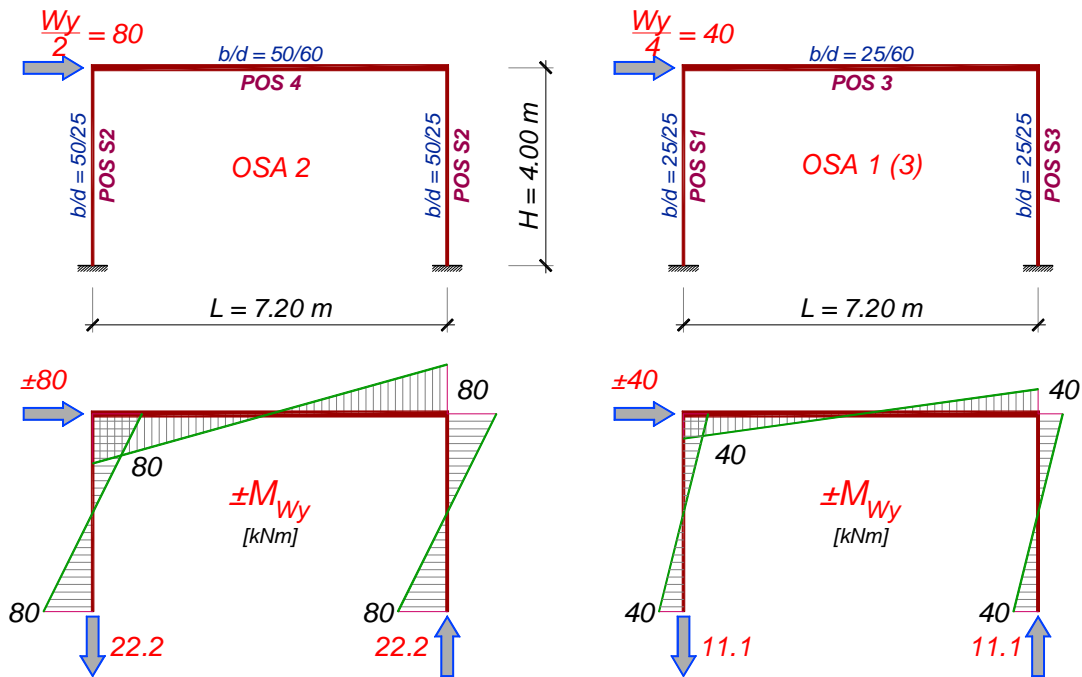 Wy
2 = 80
b/d = 50/60
POS 4
b/d = 50/25
POS S2
OSA 2
b/d = 50/25
POS S2
H = 4.00 m
L = 7.20 m
Wy
4 = 40
b/d = 25/60
POS 3
b/d = 25/25
POS S1
OSA 1 (3)
b/d = 25/25
POS S3
L = 7.20 m
±80
80
80
±MWy
[kNm]
80
80
22.2
22.2
±40
40
40
±MWy
[kNm]
40
40
11.1
11.1